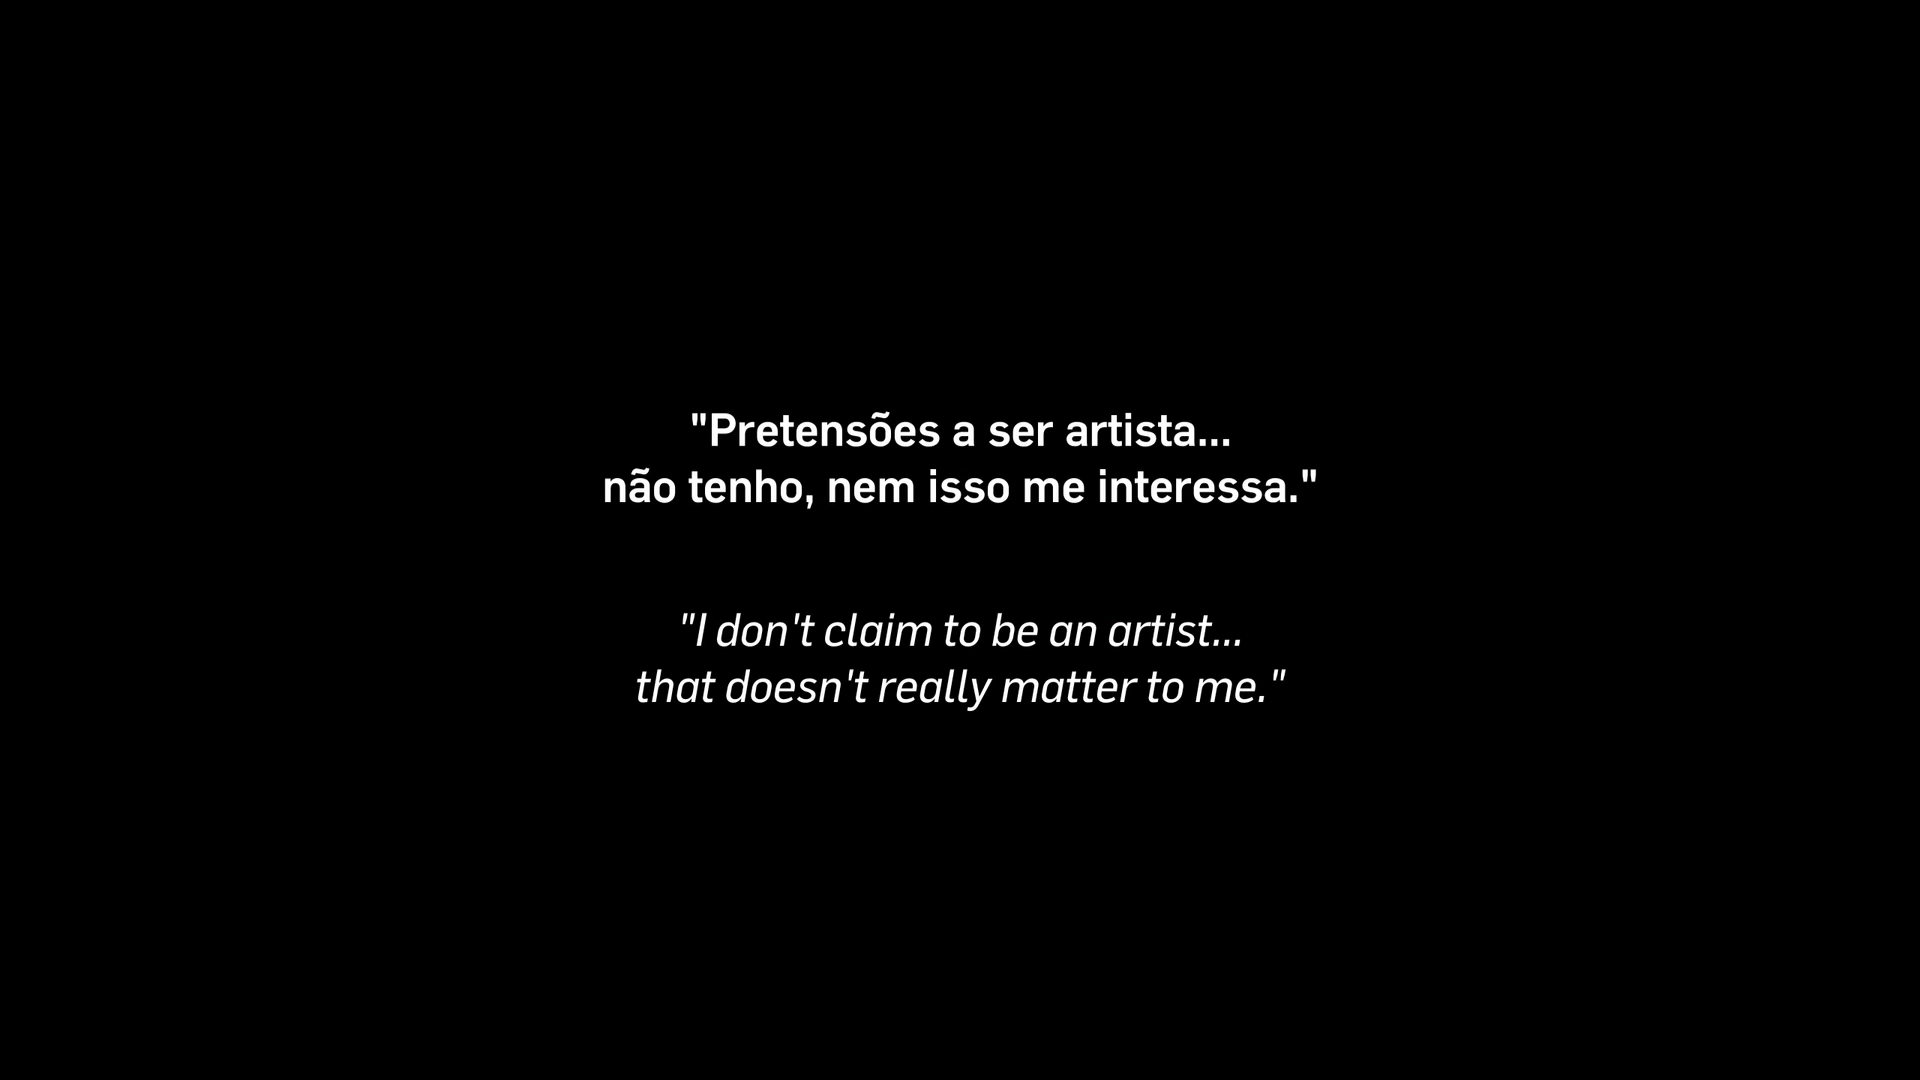 "Pretensões a ser artista...
não tenho, nem isso me interessa."
"I don't claim to be an artist...
that doesn't really matter to me."